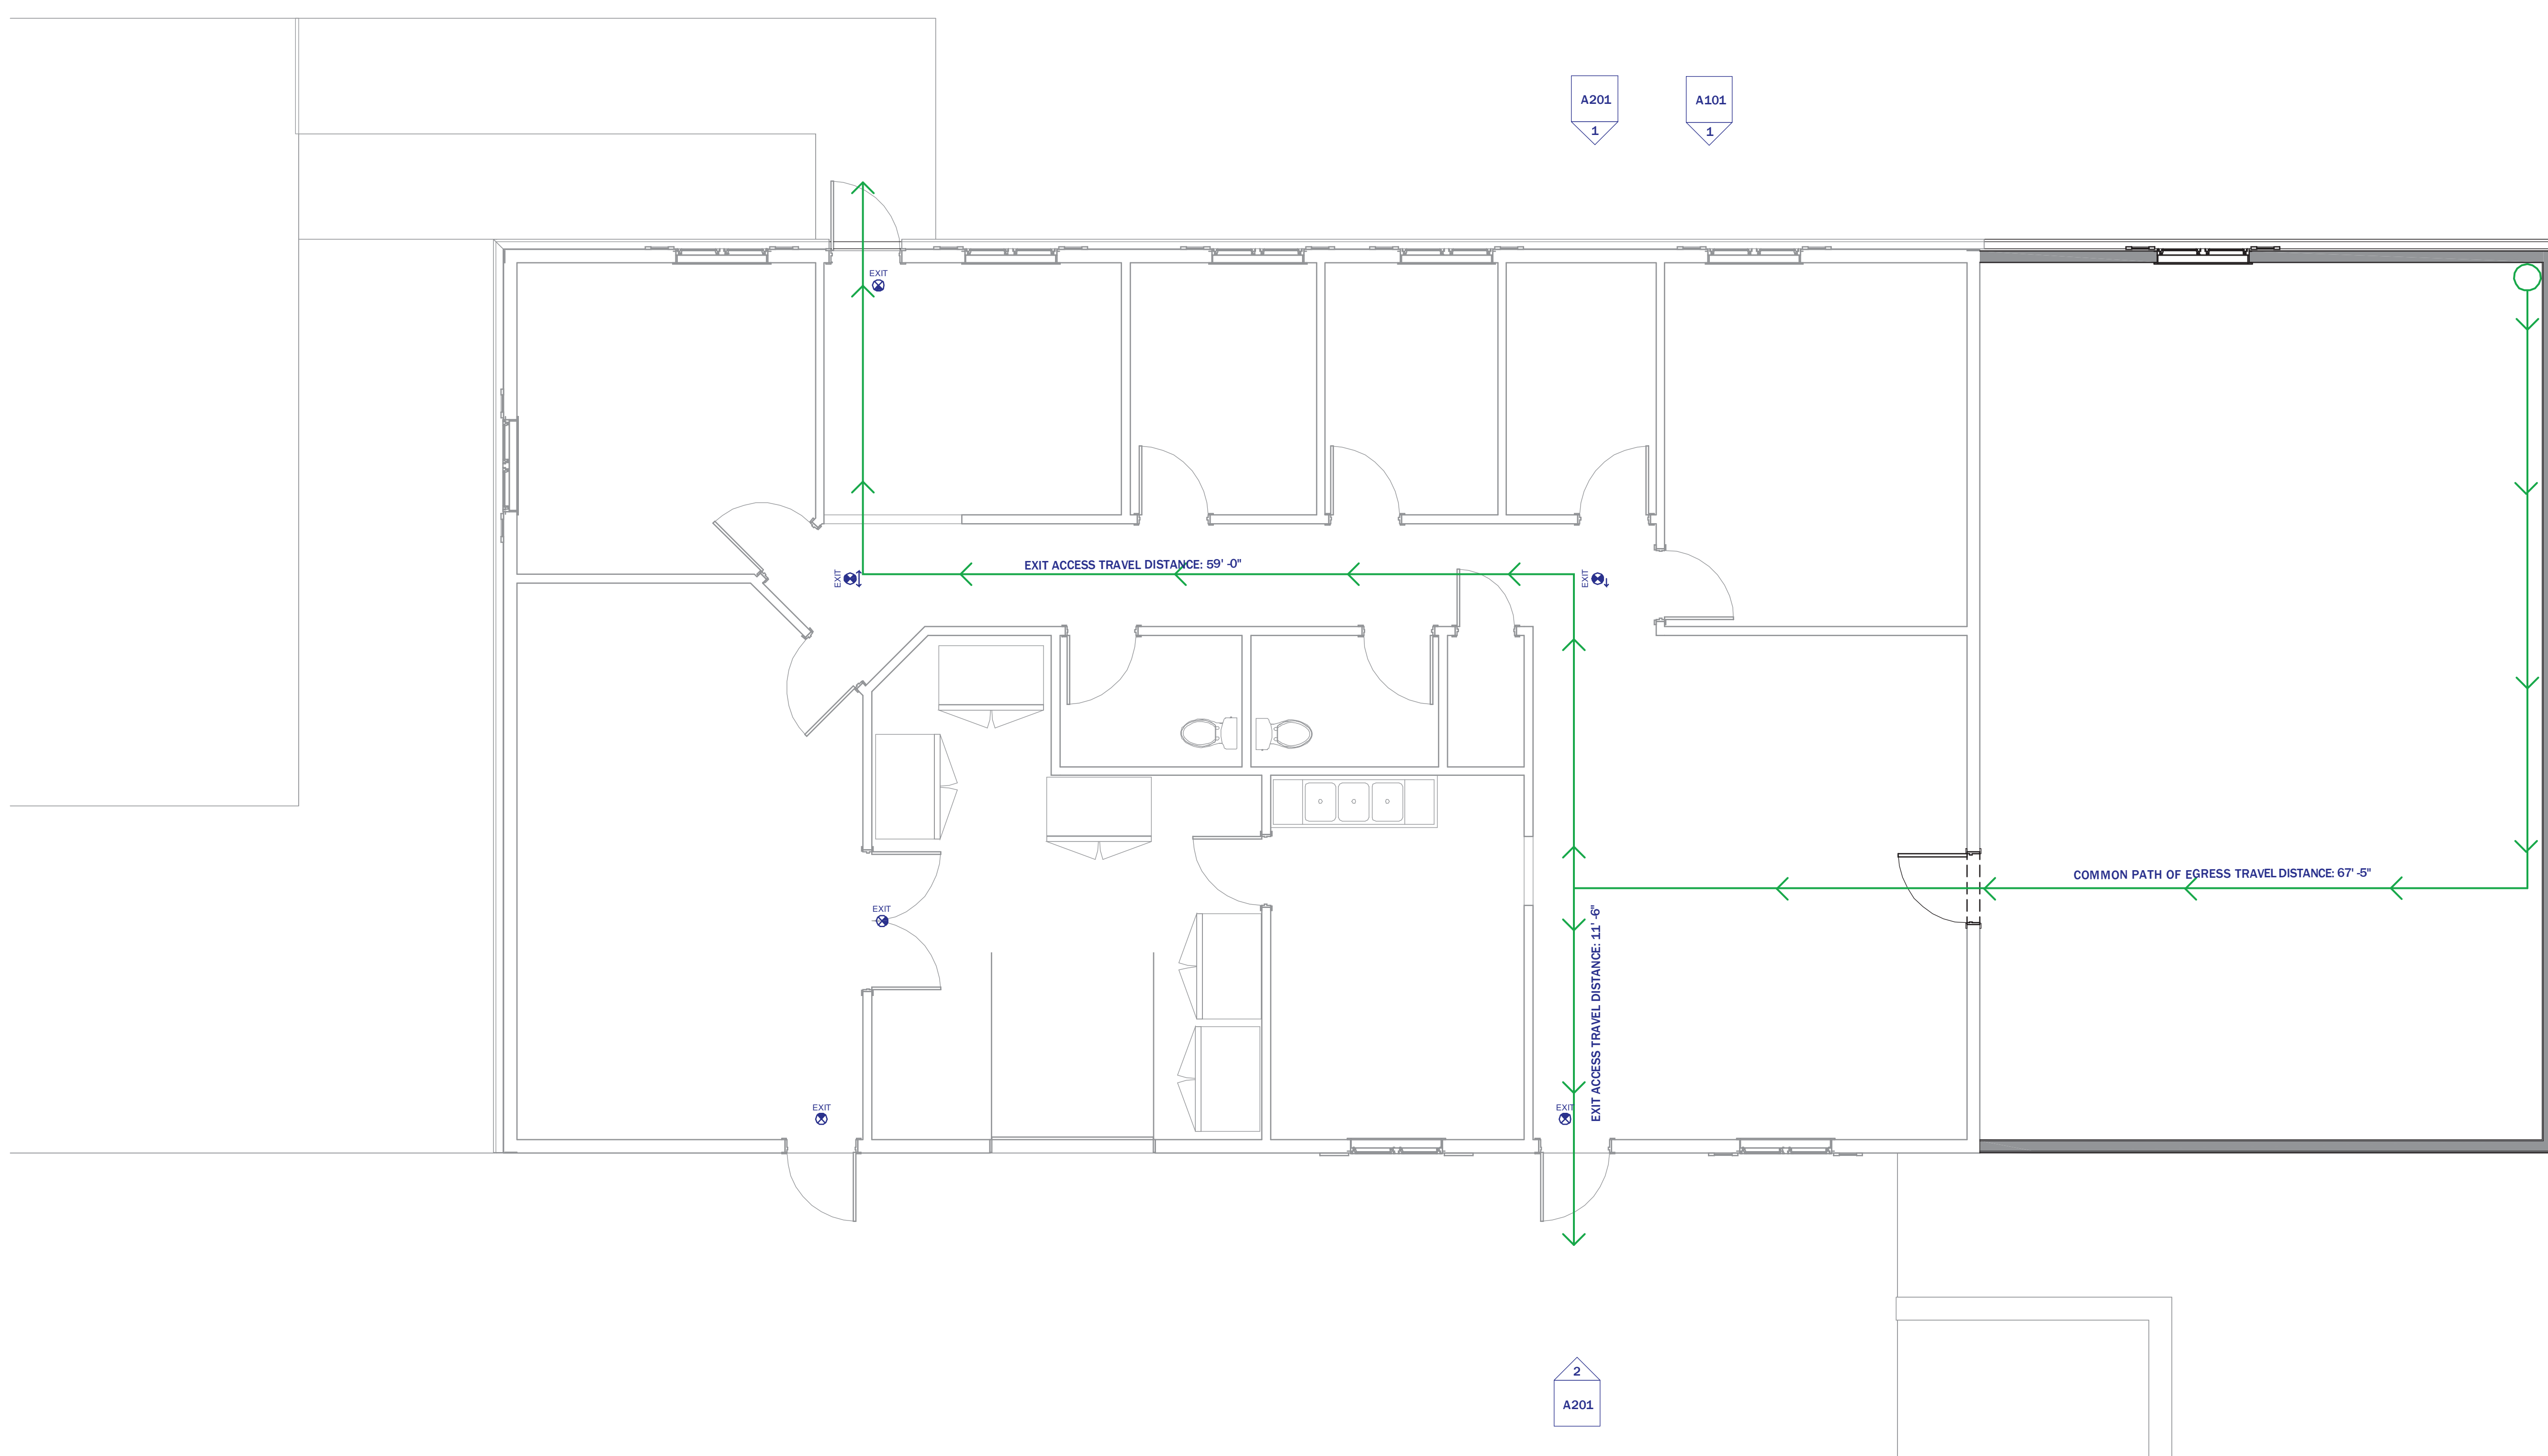 A201
1
A101
1
EXIT
EXIT ACCESS TRAVEL DISTANCE: 59' -0"
EXIT
EXIT
COMMON PATH OF EGRESS TRAVEL DISTANCE: 67' -5"
EXIT
EXIT ACCESS TRAVEL DISTANCE: 11' -6"
EXIT
EXIT
2
A201